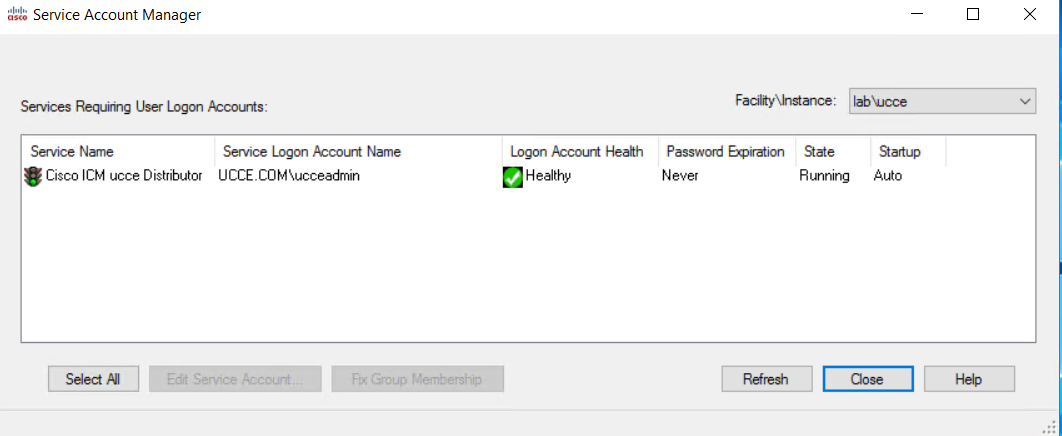 cisco Service Account Manager
Services Requiring User Logon Accounts: Facility\Instance: lab\ucce
Service Name Service Logon Account Name Logon Account Health Password Expiration State Startup
Cisco ICM ucce Distributor UCCE.COM\ucceadmin Healthy Never Running Auto
Select All Edit Service Account... Fix Group Membership Refresh Close Help